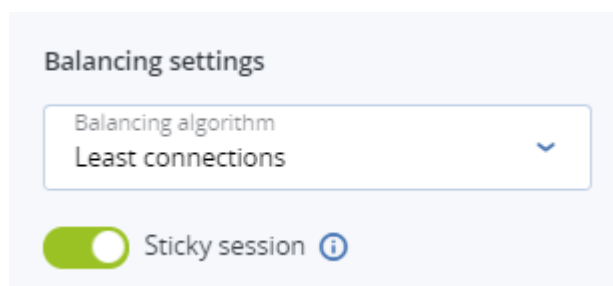 Balancing settings
Balancing algorithm
Least connections
Sticky session